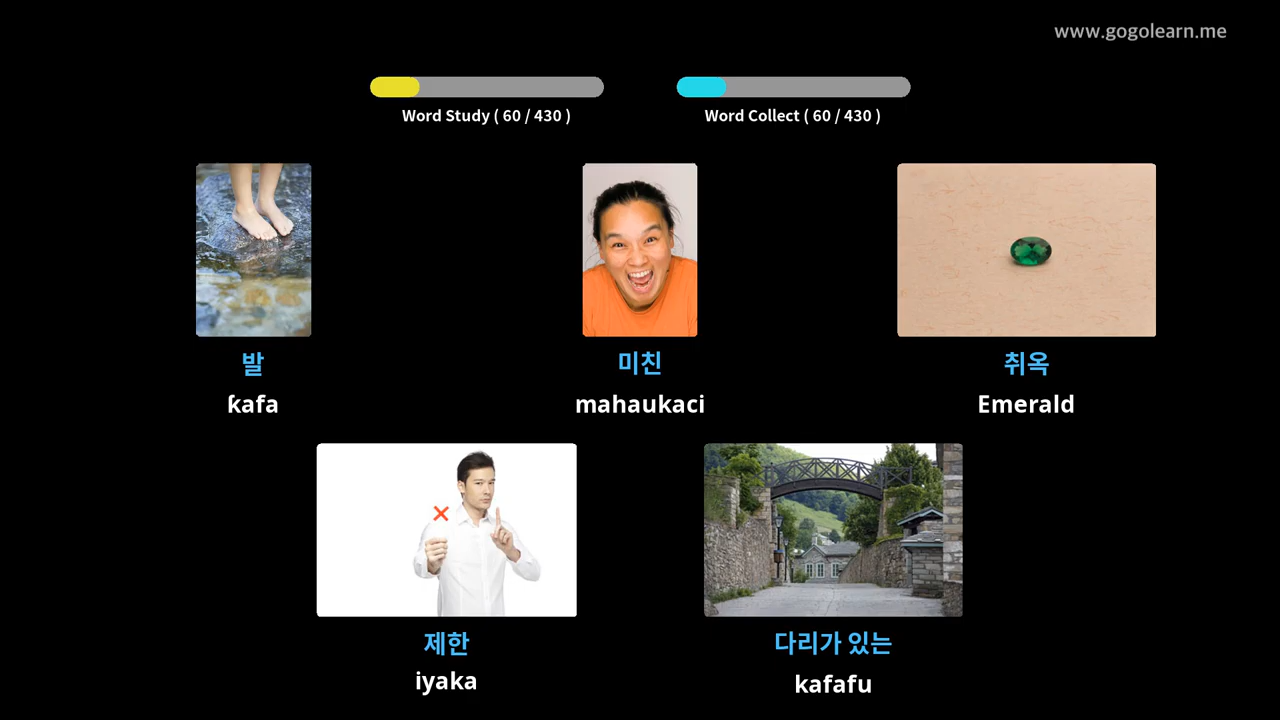 www.gogolearn.me
Word Study ( 60 / 430 )
Word Collect ( 60 / 430 )
발
ƙafa
미친
mahaukaci
취옥
Emerald
제한
iyaka
다리가 있는
kafafu